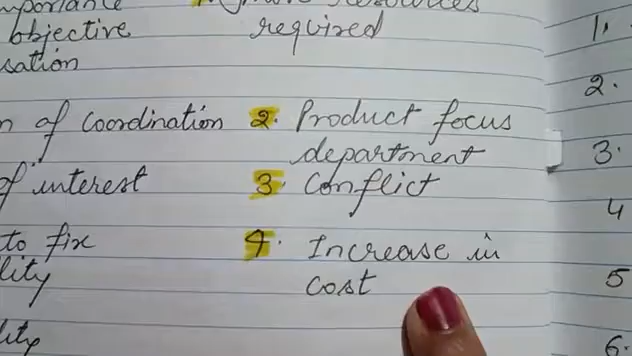 objective
sation
of coordination
of interest
to fix
lity
lity
required
2. Product focus
department
3. Conflict
4. Increase in
cost
1.
2.
3.
4
5
6.